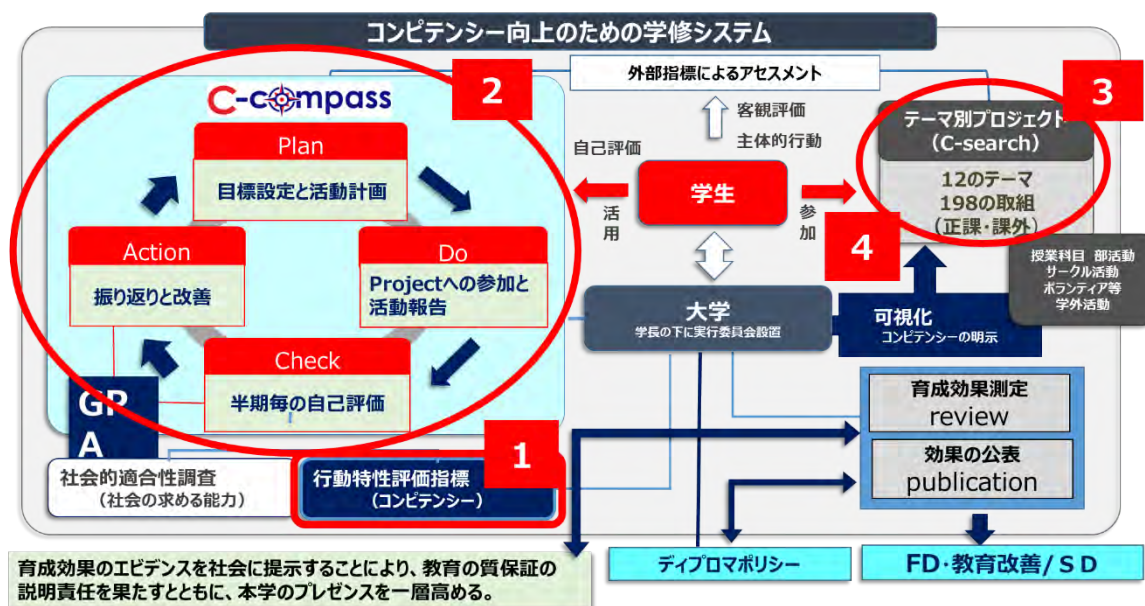 コンピテンシー向上のための学修システム
C-compass
2
Plan
目標設定と活動計画
Action
振り返りと改善
Do
Projectへの参加と
活動報告
Check
半期毎の自己評価
GP
A
社会的適合性調査
（社会の求める能力）
行動特性評価指標
（コンピテンシー）
1
外部指標によるアセスメント
客観評価
主体的行動
自己評価
活用
学生
参加
大学
学長の下に実行委員会設置
3
テーマ別プロジェクト
（C-search）
12のテーマ
198の取組
（正課・課外）
4
授業科目 部活動
サークル活動
ボランティア等
学外活動
可視化
コンピテンシーの明示
育成効果測定
review
効果の公表
publication
育成効果のエビデンスを社会に提示することにより、教育の質保証の
説明責任を果たすとともに、本学のプレゼンスを一層高める。
ディプロマポリシー
FD・教育改善/ＳＤ